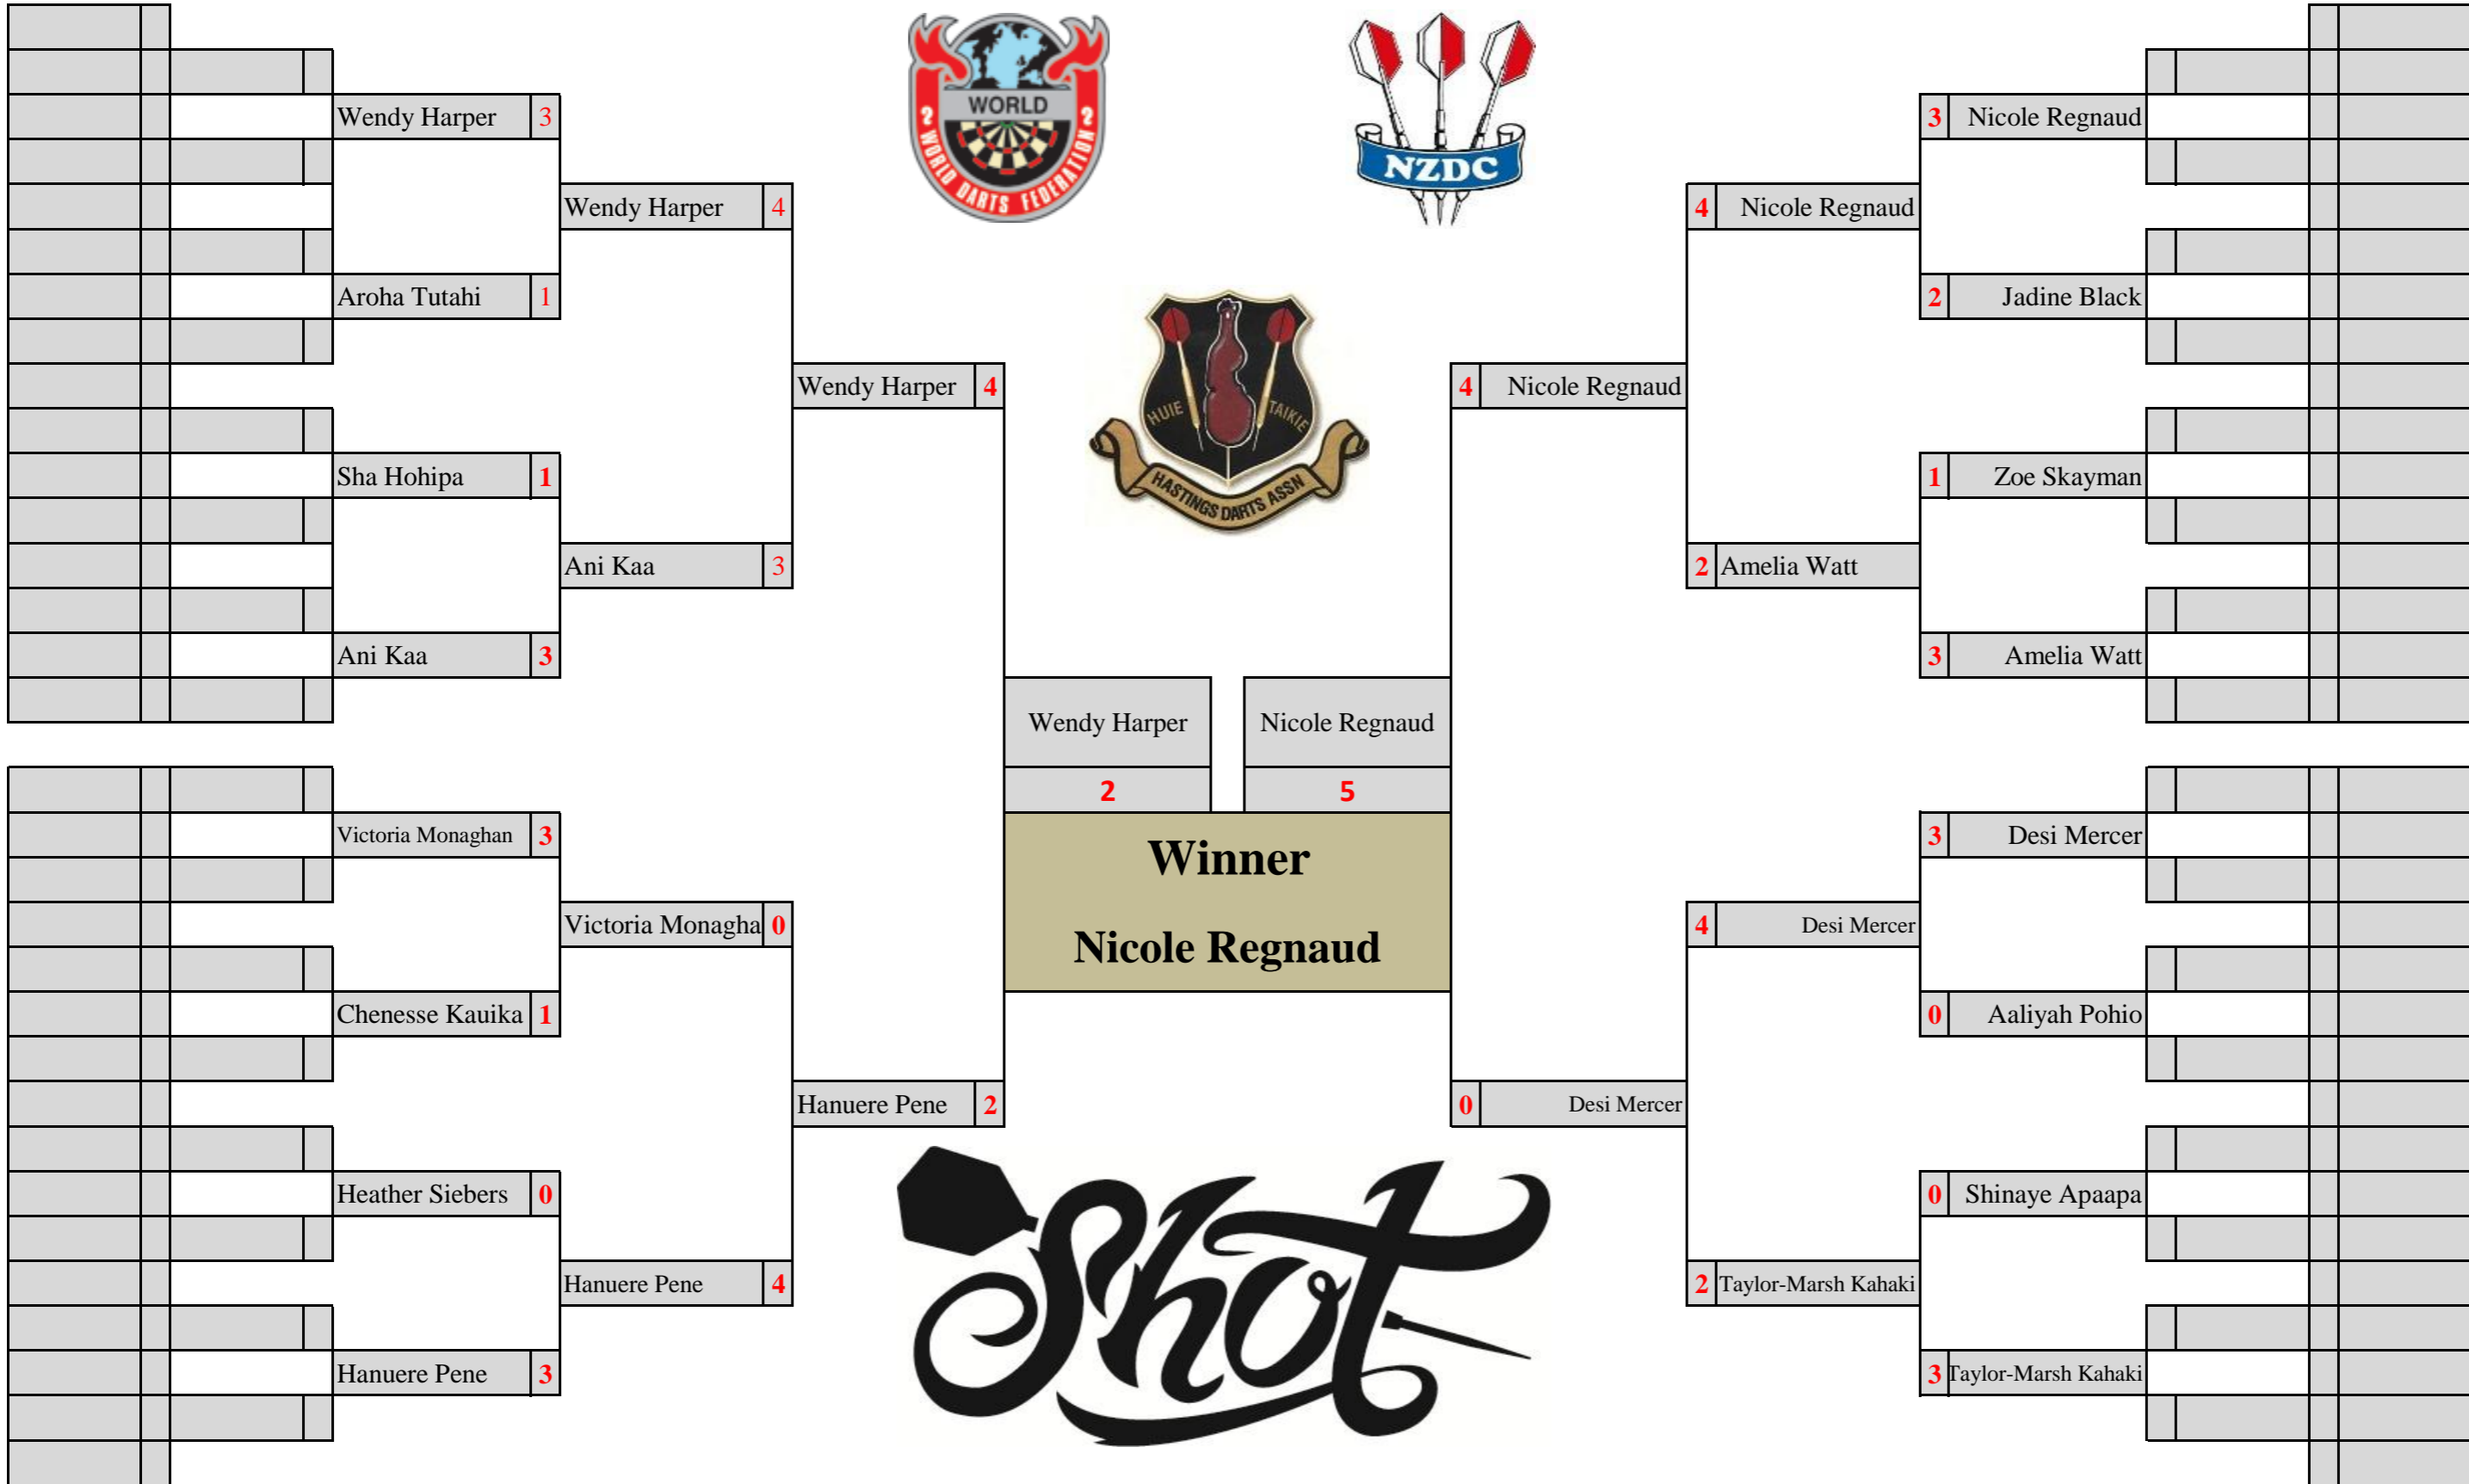 WORLD
2 WORLD DARTS FEDERATION 2
NZDC
Wendy Harper 3
3 Nicole Regnaud
Wendy Harper 4
4 Nicole Regnaud
Aroha Tutahi 1
2 Jadine Black
HUIE TAIKIE
HASTINGS DARTS ASSN
Wendy Harper 4
4 Nicole Regnaud
Sha Hohipa 1
1 Zoe Skayman
Ani Kaa 3
2 Amelia Watt
Ani Kaa 3
3 Amelia Watt
Wendy Harper
Nicole Regnaud
2
5
Winner
Nicole Regnaud
Victoria Monaghan 3
3 Desi Mercer
Victoria Monagha 0
4 Desi Mercer
Chenesse Kauika 1
0 Aaliyah Pohio
Hanuere Pene 2
0 Desi Mercer
Heather Siebers 0
0 Shinaye Apaapa
Hanuere Pene 4
2 Taylor-Marsh Kahaki
Hanuere Pene 3
3 Taylor-Marsh Kahaki
Shot